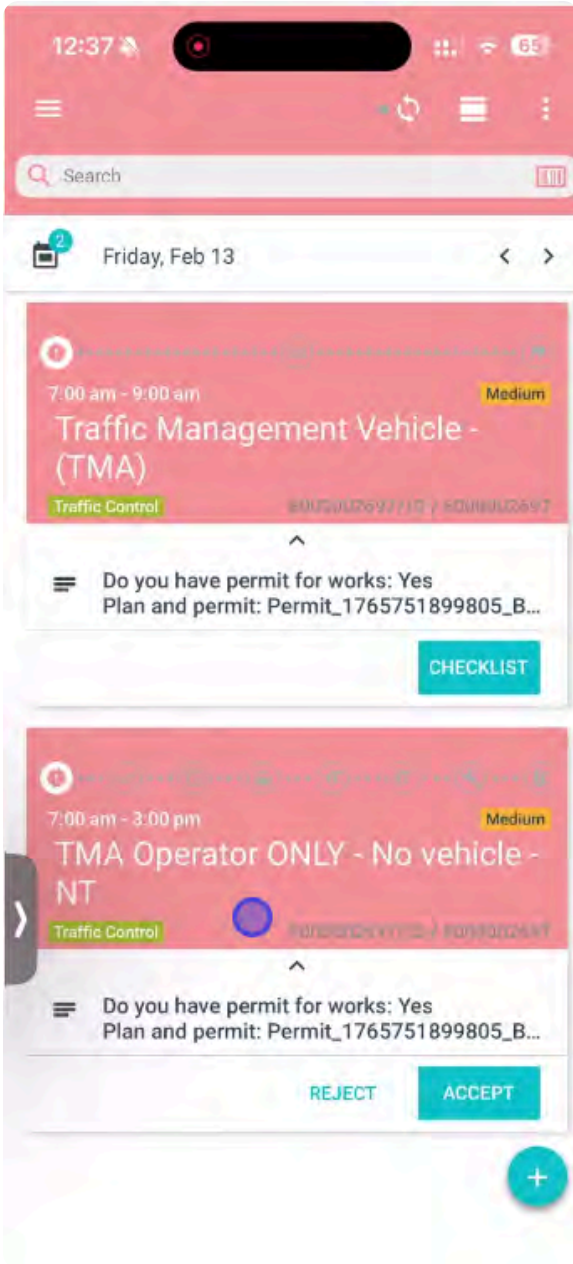 12:37
65
Search
2
Friday, Feb 13
7:00 am - 9:00 am
Medium
Traffic Management Vehicle -
(TMA)
Traffic Control
Do you have permit for works: Yes
Plan and permit: Permit_1765751899805_B...
CHECKLIST
7:00 am - 3:00 pm
Medium
TMA Operator ONLY - No vehicle -
NT
Traffic Control
Do you have permit for works: Yes
Plan and permit: Permit_1765751899805_B...
REJECT
ACCEPT